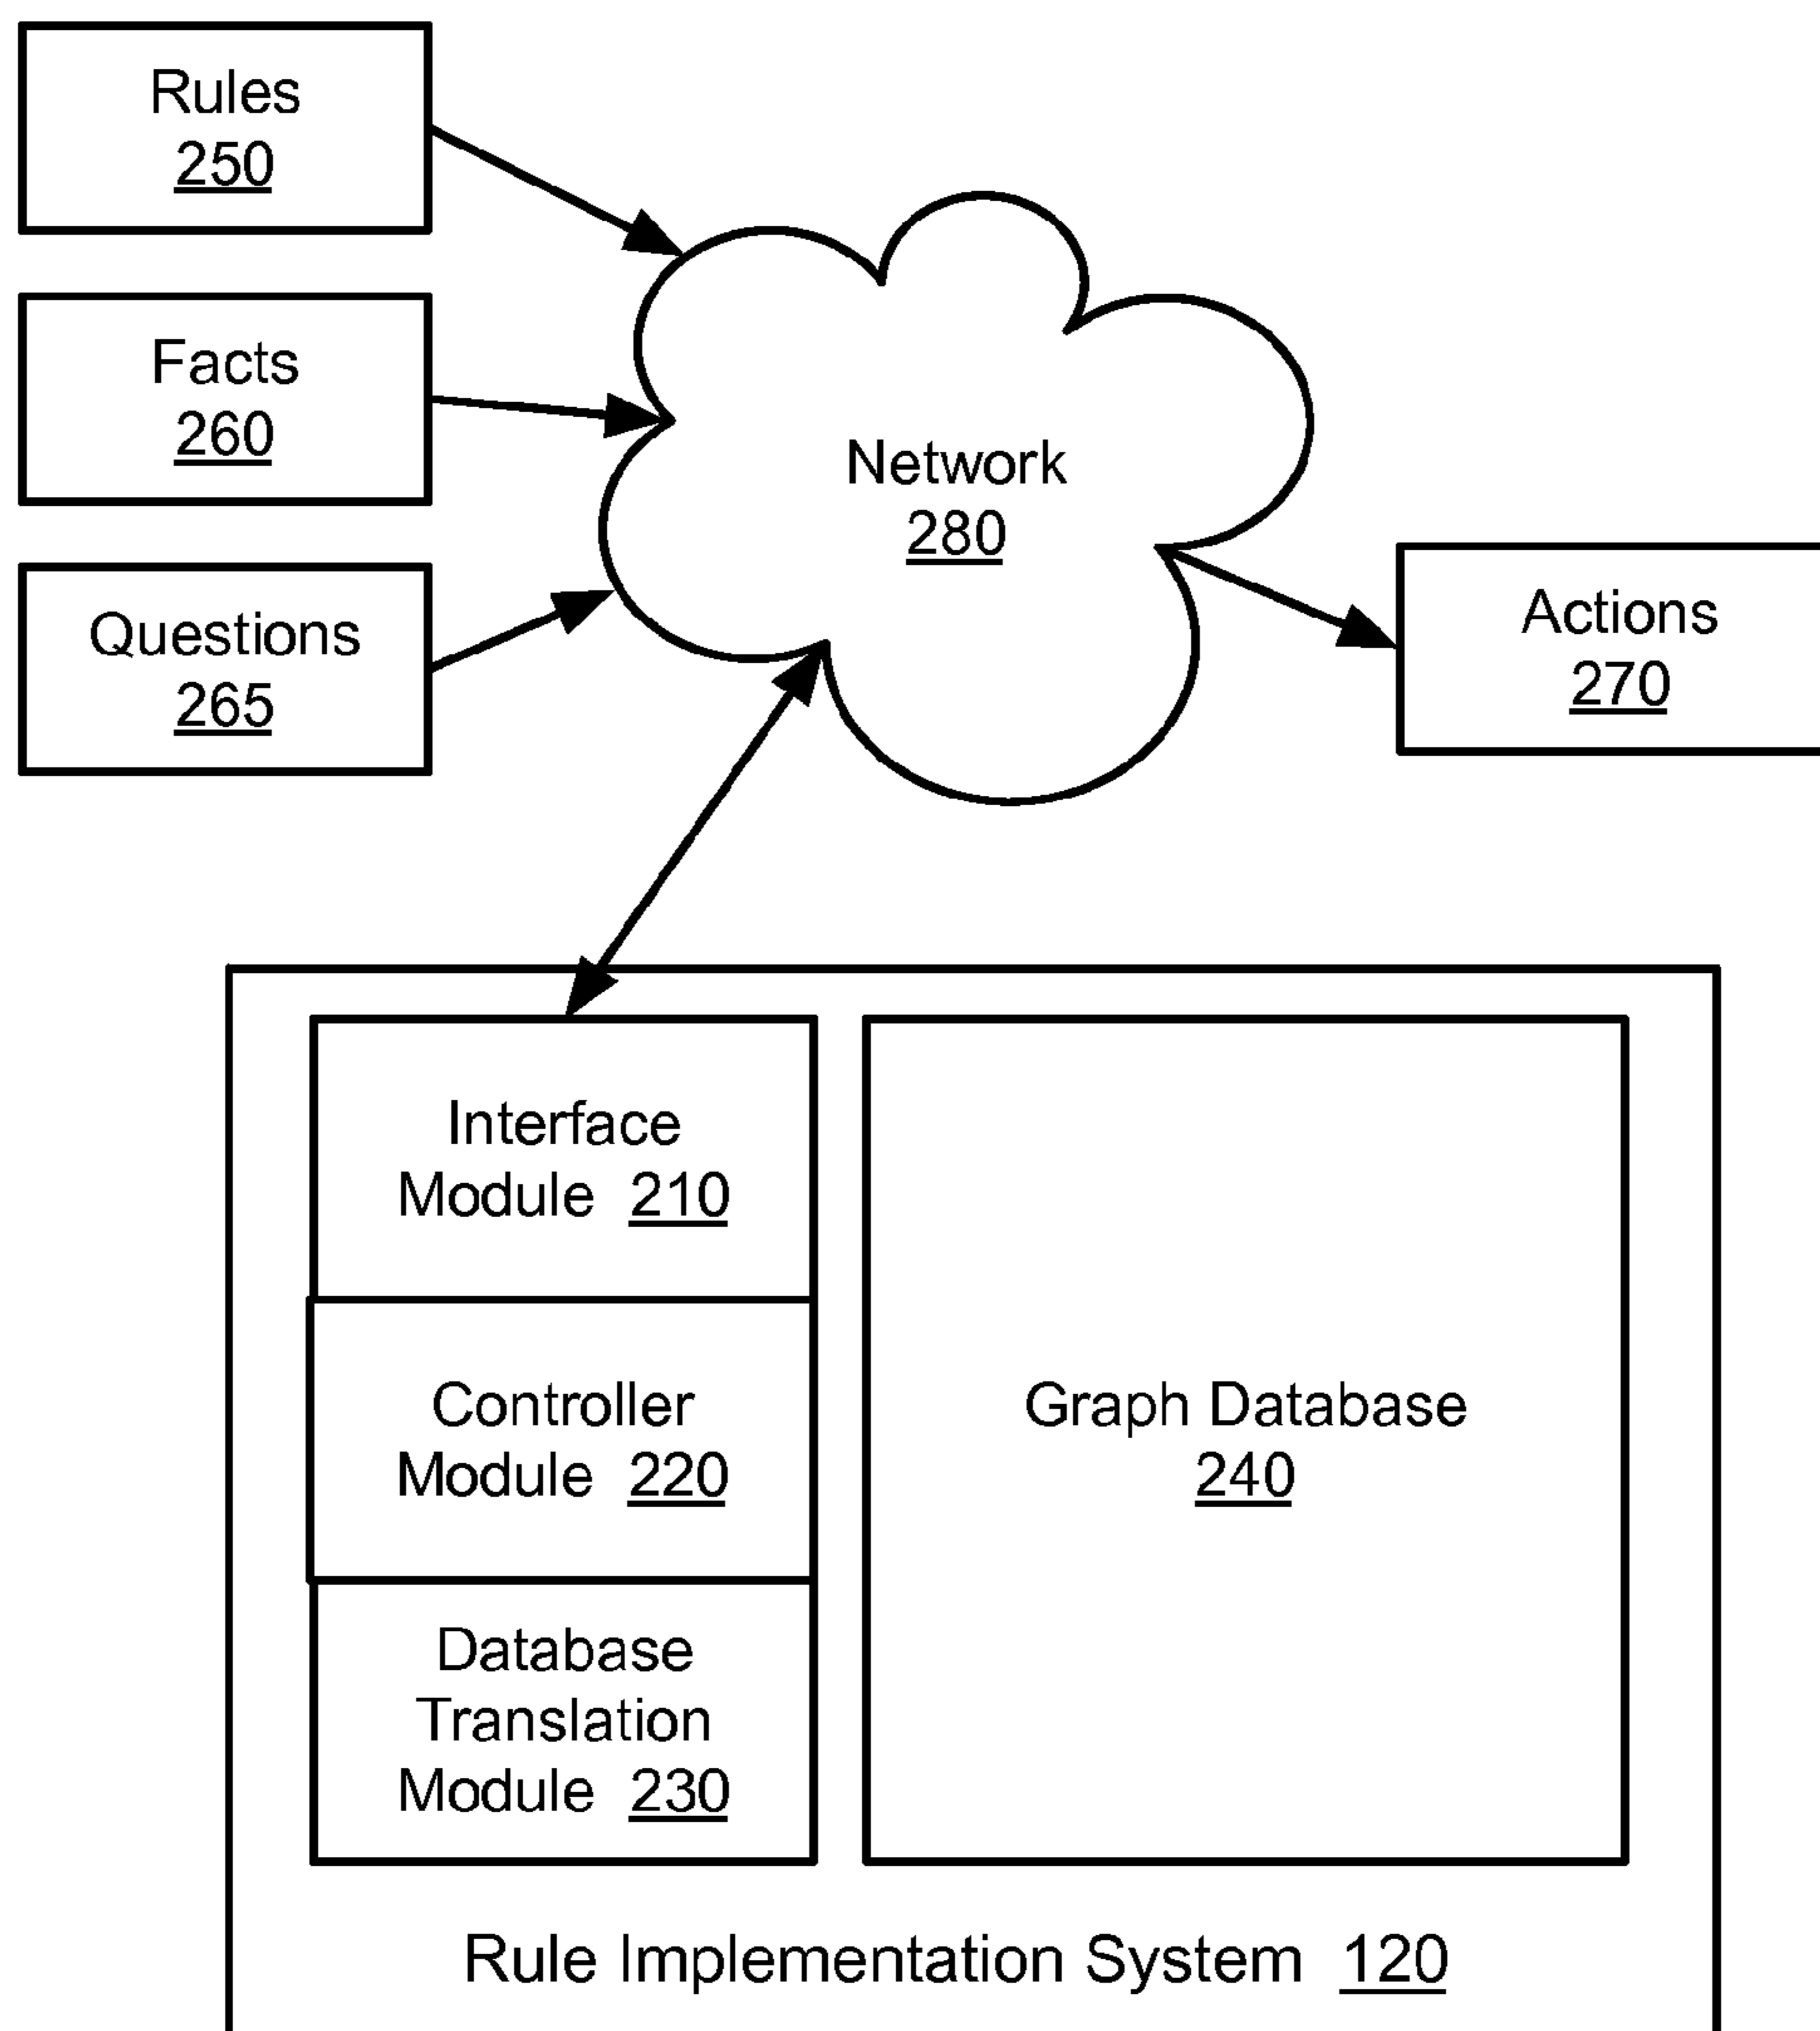 Rules
250
Facts
260
Questions
265
Network
280
Actions
270
Interface
Module 210
Controller
Module 220
Database
Translation
Module 230
Graph Database
240
Rule Implementation System 120